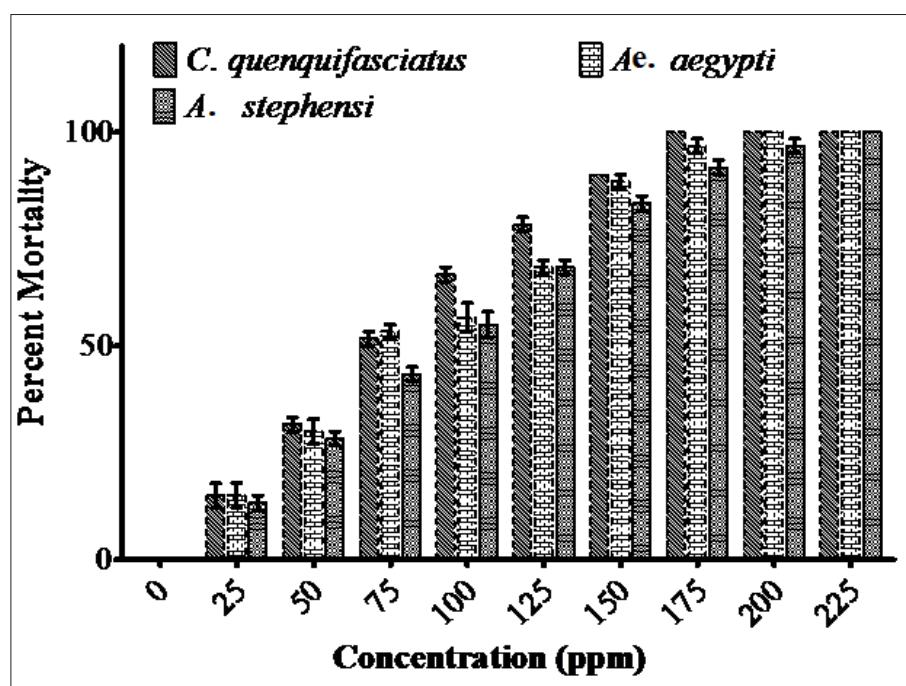 C. quenquifasciatus
Ae. aegypti
A. stephensi
Percent Mortality
100
50
0
0 25 50 75 100 125 150 175 200 225
Concentration (ppm)